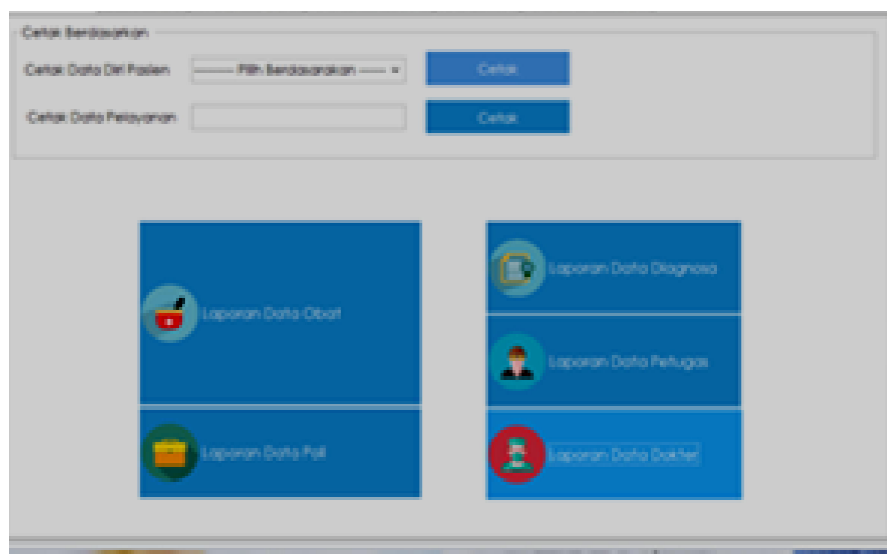 Cetak Berdasarkan
Cetak Data Diri Pasien
------- Pilih Berdasarakan -----
Cetak
Cetak Data Pelayanan
Cetak
Laporan Data Obat
Laporan Data Poli
Laporan Data Diagnosa
Laporan Data Petugas
Laporan Data Dokter